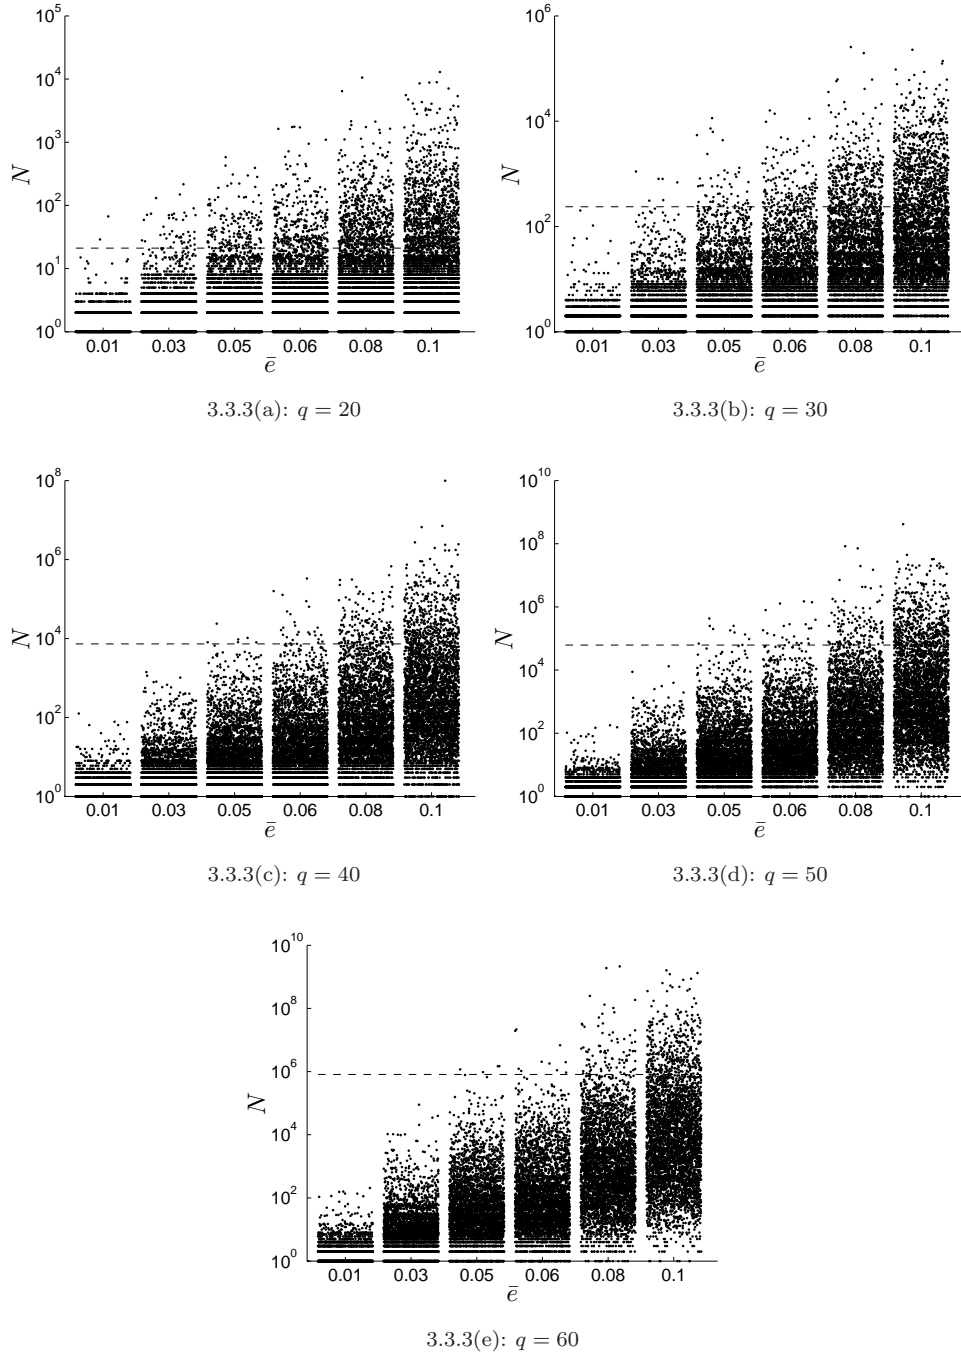 10^5 10^4 10^3 10^2 10^1 10^0
N
0.01 0.03 0.05 0.06 0.08 0.1
ē
3.3.3(a): q = 20
10^6 10^4 10^2 10^0
N
0.01 0.03 0.05 0.06 0.08 0.1
ē
3.3.3(b): q = 30
10^8 10^6 10^4 10^2 10^0
N
0.01 0.03 0.05 0.06 0.08 0.1
ē
3.3.3(c): q = 40
10^10 10^8 10^6 10^4 10^2 10^0
N
0.01 0.03 0.05 0.06 0.08 0.1
ē
3.3.3(d): q = 50
10^10 10^8 10^6 10^4 10^2 10^0
N
0.01 0.03 0.05 0.06 0.08 0.1
ē
3.3.3(e): q = 60